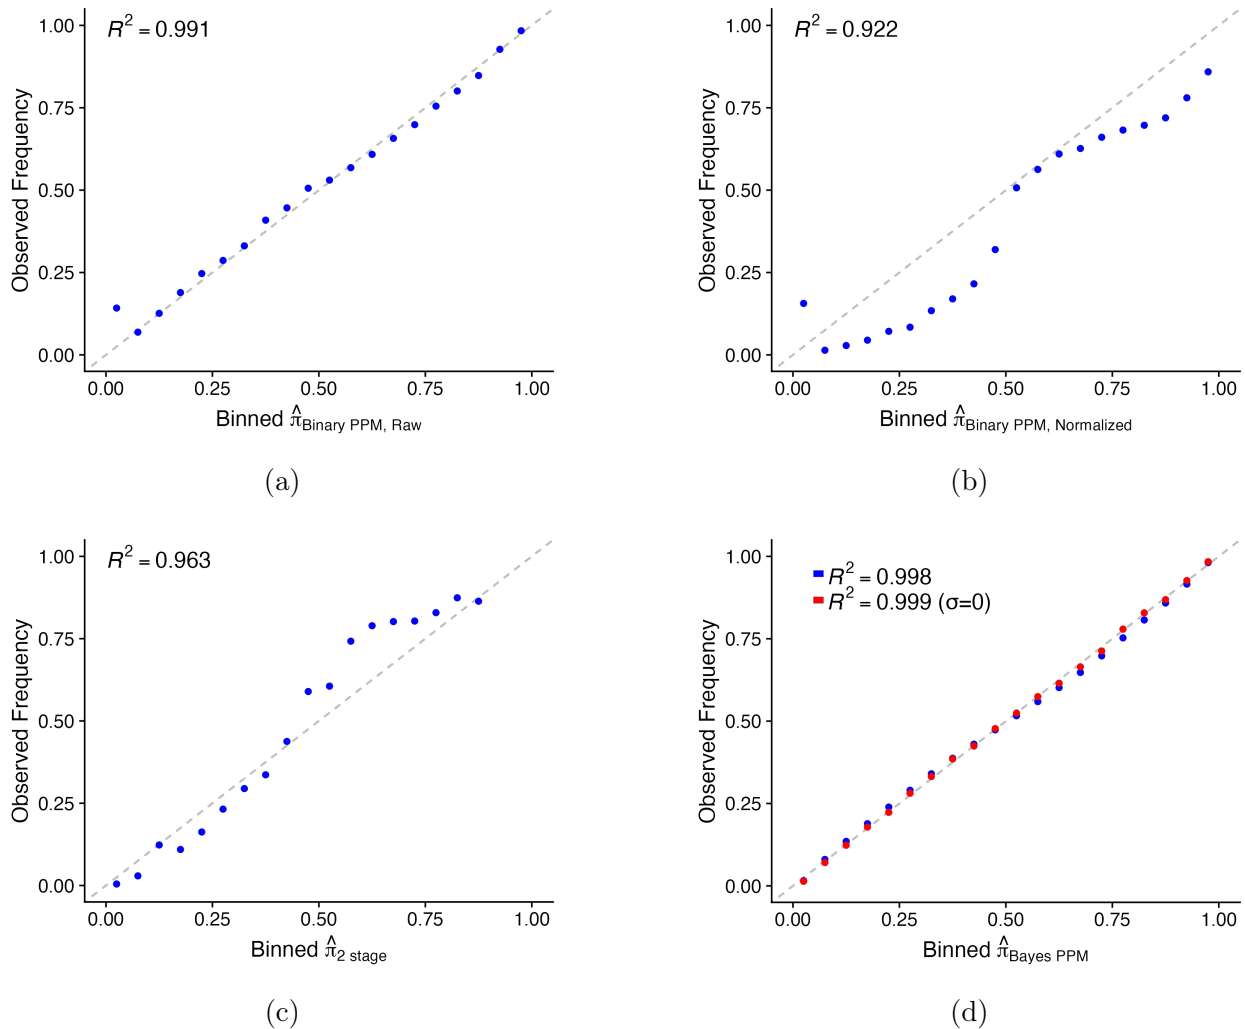 R² = 0.991
1.00
0.75
0.50
0.25
0.00
Observed Frequency
0.00 0.25 0.50 0.75 1.00
Binned π̂Binary PPM, Raw
(a)
R² = 0.922
1.00
0.75
0.50
0.25
0.00
Observed Frequency
0.00 0.25 0.50 0.75 1.00
Binned π̂Binary PPM, Normalized
(b)
R² = 0.963
1.00
0.75
0.50
0.25
0.00
Observed Frequency
0.00 0.25 0.50 0.75 1.00
Binned π̂2 stage
(c)
R² = 0.998
R² = 0.999 (σ=0)
1.00
0.75
0.50
0.25
0.00
Observed Frequency
0.00 0.25 0.50 0.75 1.00
Binned π̂Bayes PPM
(d)